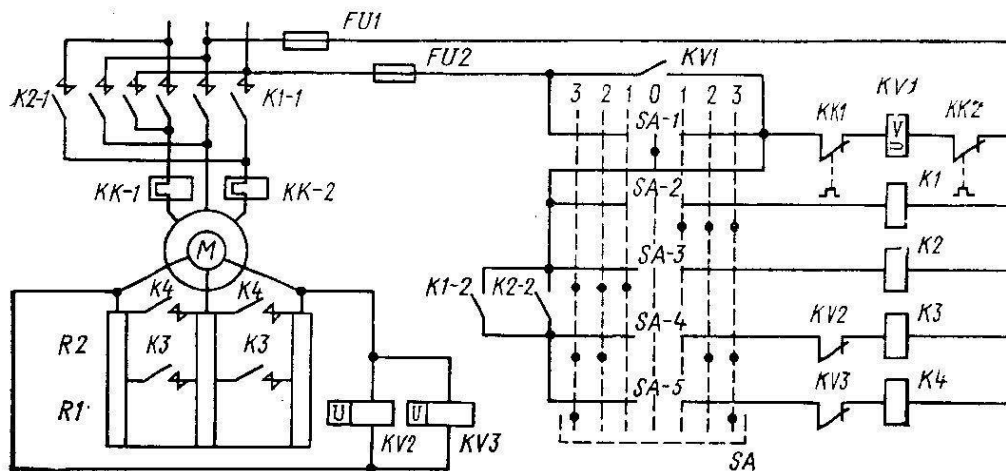 FU1
FU2
KV1
K2-1
K1-1
3 2 1 0 1 2 3
SA-1
KK1
KV1
V
KK2
KK-1
KK-2
SA-2
K1
M
SA-3
K2
K4
K4
K1-2
K2-2
R2
K3
K3
SA-4
KV2
K3
R1
U
KV2
U
KV3
SA-5
KV3
K4
SA